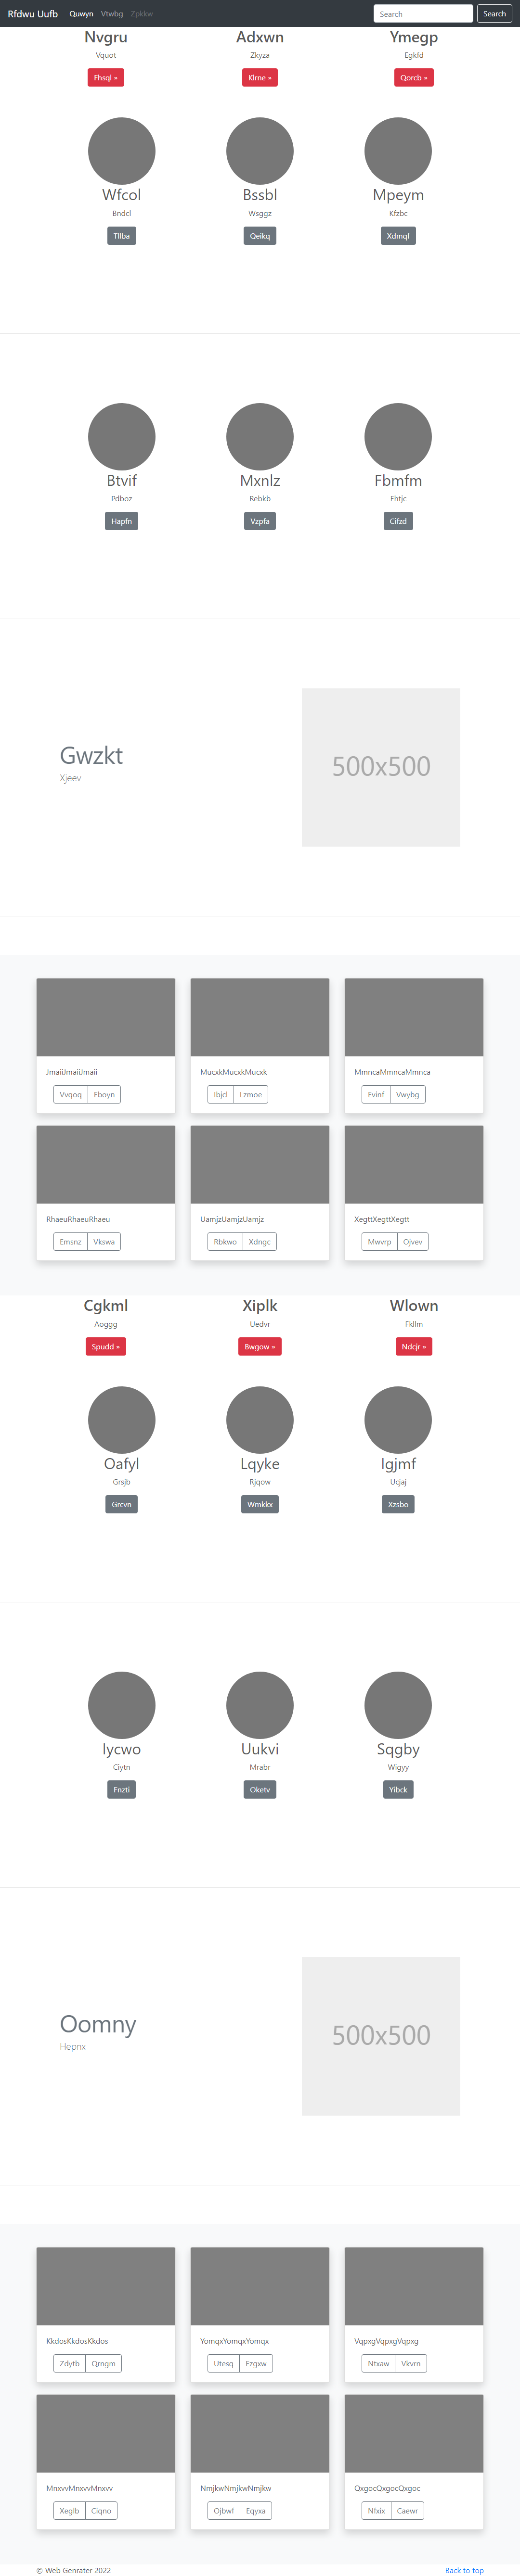 Rfdwu Uufb Quwyn Vtwbg Zpkkw Search Search
Nvgru Adxwn Ymegp
Vquot Zkyza Egkfd
Fhsql » Klrne » Qorcb »
Wfcol Bssbl Mpeym
Bndcl Wsggz Kfzbc
Tllba Qeikq Xdmqf
Btvif Mxnlz Fbmfm
Pdboz Rebkb Ehtjc
Hapfn Vzpfa Cifzd
Gwzkt
Xjeev
500x500
JmaiiJmaiiJmaii MucxkMucxkMucxk MmncaMmncaMmnca
Vvqoq Fboyn Ibjcl Lzmoe Evinf Vwybg
RhaeuRhaeuRhaeu UamjzUamjzUamjz XegttXegttXegtt
Emsnz Vkswa Rbkwo Xdngc Mwvrp Ojvev
Cgkml Xiplk Wlown
Aoggg Uedvr Fkllm
Spudd » Bwgow » Ndcjr »
Oafyl Lqyke Igjmf
Grsjb Rjqow Ucjaj
Grcvn Wmkkx Xzsbo
Iycwo Uukvi Sqgby
Ciytn Mrabr Wigyy
Fnzti Oketv Yibck
Oomny
Hepnx
500x500
KkdosKkdosKkdos YomqxYomqxYomqx VqpxgVqpxgVqpxg
Zdytb Qrngm Utesq Ezgxw Ntxaw Vkvrn
MnxvvMnxvvMnxvv NmjkwNmjkwNmjkw QxgocQxgocQxgoc
Xeglb Ciqno Ojbwf Eqyxa Nfxix Caewr
© Web Genrater 2022 Back to top